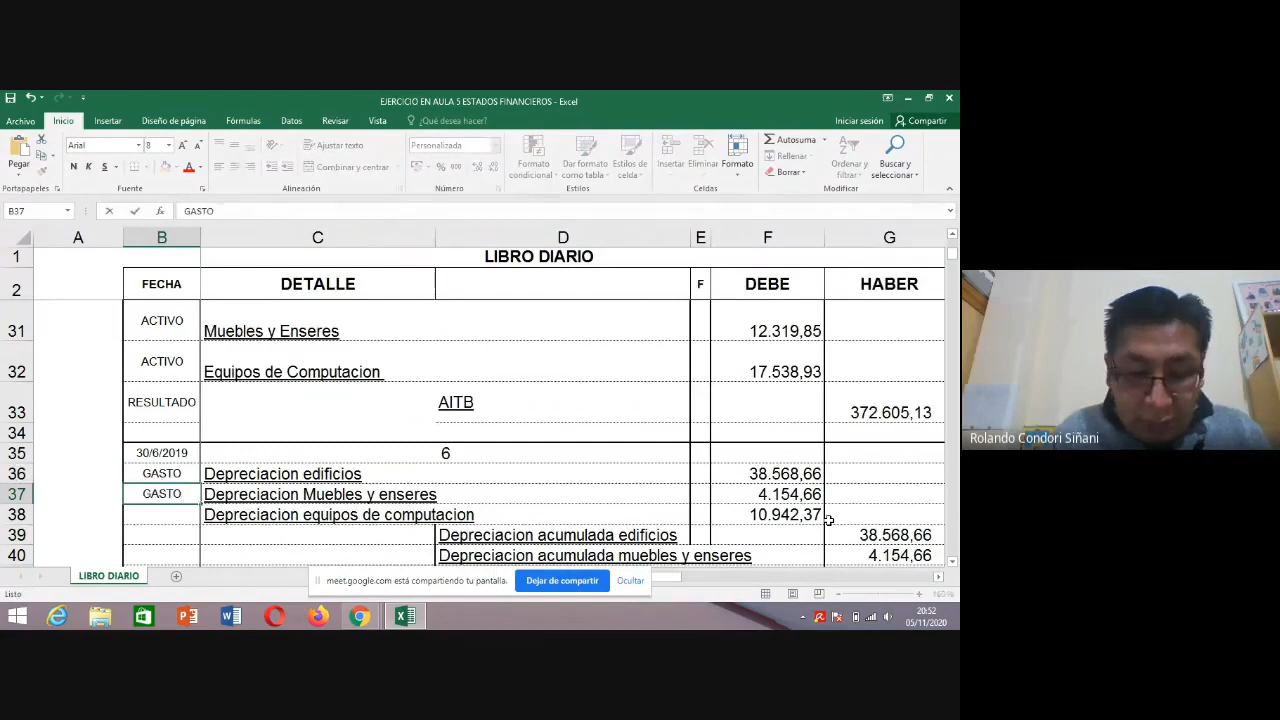 EJERCICIO EN AULA 5 ESTADOS FINANCIEROS - Excel
Archivo Inicio Insertar Diseño de página Fórmulas Datos Revisar Vista ¿Qué desea hacer? Iniciar sesión Compartir
Pegar
Arial 8
N K S
Ajustar texto
Combinar y centrar
Personalizada
% 000
Formato condicional
Dar formato como tabla
Estilos de celda
Insertar Eliminar Formato
Autosuma
Rellenar
Borrar
Ordenar y filtrar
Buscar y seleccionar
Portapapeles Fuente Alineación Número Estilos Celdas Modificar
B37 fx GASTO
A B C D E F G
1 LIBRO DIARIO
2 FECHA DETALLE F DEBE HABER
31 ACTIVO Muebles y Enseres 12.319,85
32 ACTIVO Equipos de Computacion 17.538,93
33 RESULTADO AITB 372.605,13
34
35 30/6/2019 6
36 GASTO Depreciacion edificios 38.568,66
37 GASTO Depreciacion Muebles y enseres 4.154,66
38 Depreciacion equipos de computacion 10.942,37
39 Depreciacion acumulada edificios 38.568,66
40 Depreciacion acumulada muebles y enseres 4.154,66
LIBRO DIARIO
meet.google.com está compartiendo tu pantalla. Dejar de compartir Ocultar
Listo
20:52
05/11/2020
Rolando Condori Siñani